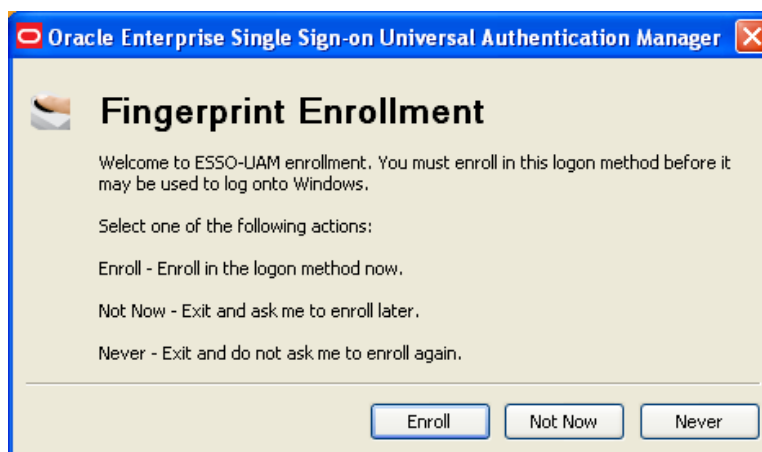 Oracle Enterprise Single Sign-on Universal Authentication Manager
Fingerprint Enrollment
Welcome to ESSO-UAM enrollment. You must enroll in this logon method before it
may be used to log onto Windows.
Select one of the following actions:
Enroll - Enroll in the logon method now.
Not Now - Exit and ask me to enroll later.
Never - Exit and do not ask me to enroll again.
Enroll Not Now Never